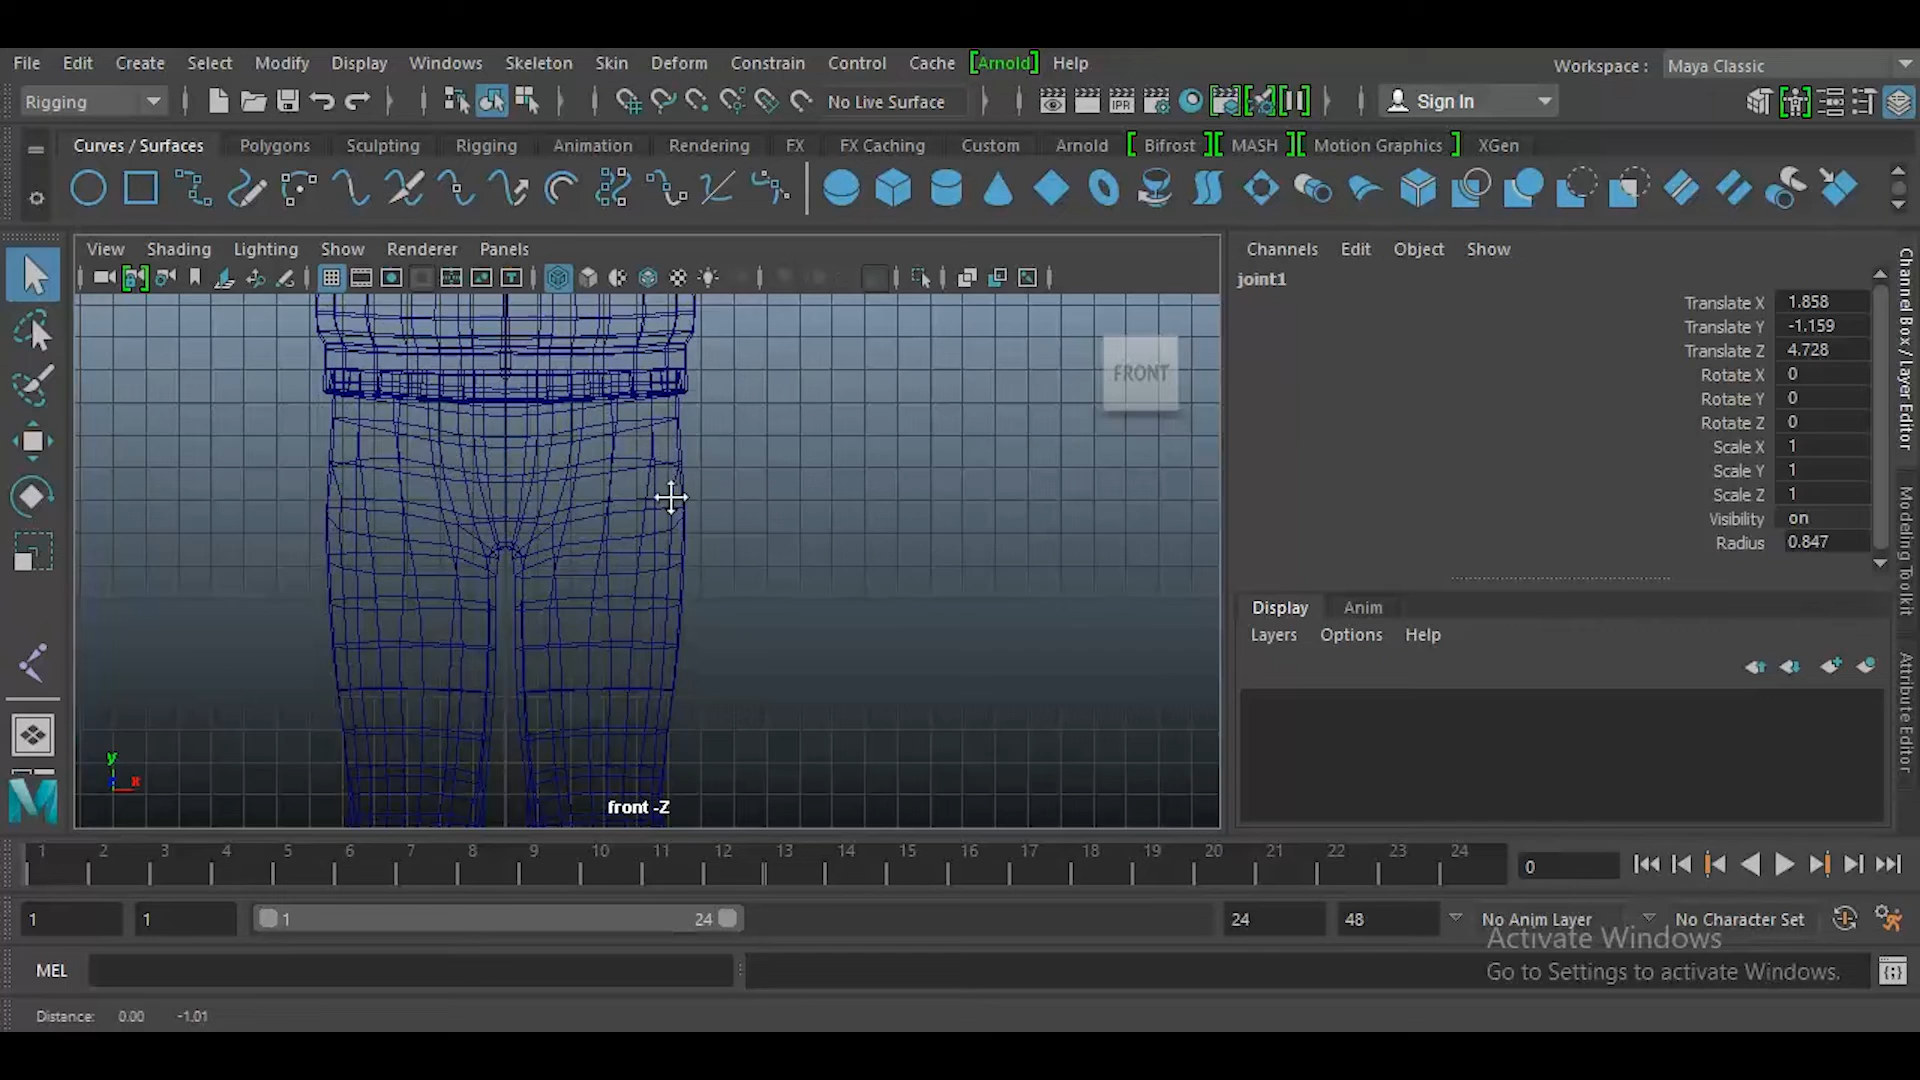 File Edit Create Select Modify Display Windows Skeleton Skin Deform Constrain Control Cache [Arnold] Help Workspace : Maya Classic
Rigging No Live Surface IPR Sign In
Curves / Surfaces Polygons Sculpting Rigging Animation Rendering FX FX Caching Custom Arnold [ Bifrost ][ MASH ][ Motion Graphics ] XGen
View Shading Lighting Show Renderer Panels
Channels Edit Object Show
joint1
Translate X 1.858
Translate Y -1.159
Translate Z 4.728
Rotate X 0
Rotate Y 0
Rotate Z 0
Scale X 1
Scale Y 1
Scale Z 1
Visibility on
Radius 0.847
Channel Box / Layer Editor
Modeling Toolkit
Attribute Editor
FRONT
Display Anim
Layers Options Help
y
x
front -Z
1 2 3 4 5 6 7 8 9 10 11 12 13 14 15 16 17 18 19 20 21 22 23 24 0
1 1 1 24 24 48 No Anim Layer No Character Set
Activate Windows
Go to Settings to activate Windows.
MEL
Distance: 0.00 -1.01